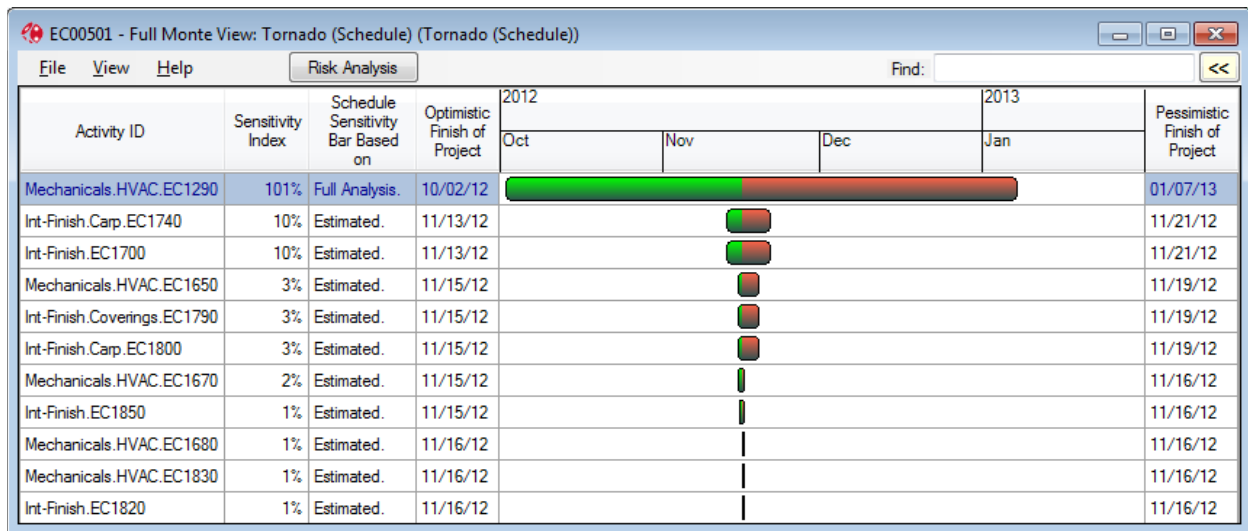 EC00501 - Full Monte View: Tornado (Schedule) (Tornado (Schedule))
File View Help Risk Analysis Find: <<
Activity ID
Sensitivity
Index
Schedule
Sensitivity
Bar Based
on
Optimistic
Finish of
Project
2012 2013
Oct Nov Dec Jan
Pessimistic
Finish of
Project
Mechanicals.HVAC.EC1290 101% Full Analysis. 10/02/12 01/07/13
Int-Finish.Carp.EC1740 10% Estimated. 11/13/12 11/21/12
Int-Finish.EC1700 10% Estimated. 11/13/12 11/21/12
Mechanicals.HVAC.EC1650 3% Estimated. 11/15/12 11/19/12
Int-Finish.Coverings.EC1790 3% Estimated. 11/15/12 11/19/12
Int-Finish.Carp.EC1800 3% Estimated. 11/15/12 11/19/12
Mechanicals.HVAC.EC1670 2% Estimated. 11/15/12 11/16/12
Int-Finish.EC1850 1% Estimated. 11/15/12 11/16/12
Mechanicals.HVAC.EC1680 1% Estimated. 11/16/12 11/16/12
Mechanicals.HVAC.EC1830 1% Estimated. 11/16/12 11/16/12
Int-Finish.EC1820 1% Estimated. 11/16/12 11/16/12